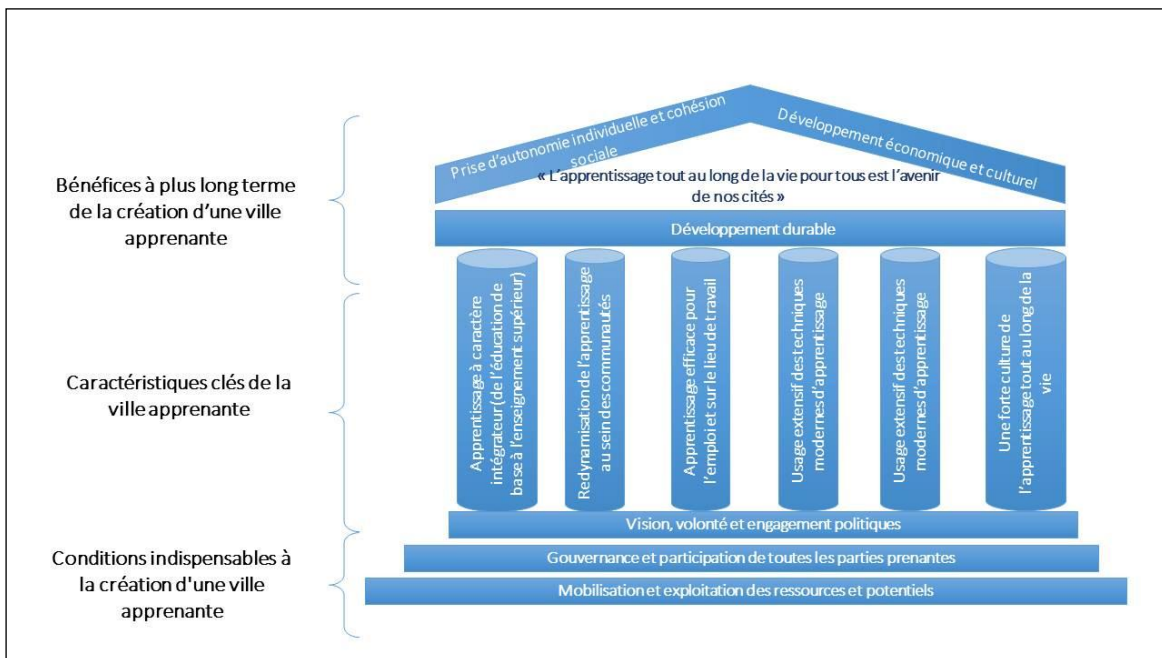 Prise d'autonomie individuelle et cohésion
sociale
Développement économique et culturel
« L'apprentissage tout au long de la vie pour tous est l'avenir
de nos cités »
Développement durable
Bénéfices à plus long terme
de la création d'une ville
apprenante
Caractéristiques clés de la
ville apprenante
Apprentissage à caractère
intégrateur (de l'éducation de
base à l'enseignement supérieur)
Redynamisation de l'apprentissage
au sein des communautés
Apprentissage efficace pour
l'emploi et sur le lieu de travail
Usage extensif des techniques
modernes d'apprentissage
Usage extensif des techniques
modernes d'apprentissage
Une forte culture de
l'apprentissage tout au long de la
vie
Conditions indispensables à
la création d'une ville
apprenante
Vision, volonté et engagement politiques
Gouvernance et participation de toutes les parties prenantes
Mobilisation et exploitation des ressources et potentiels